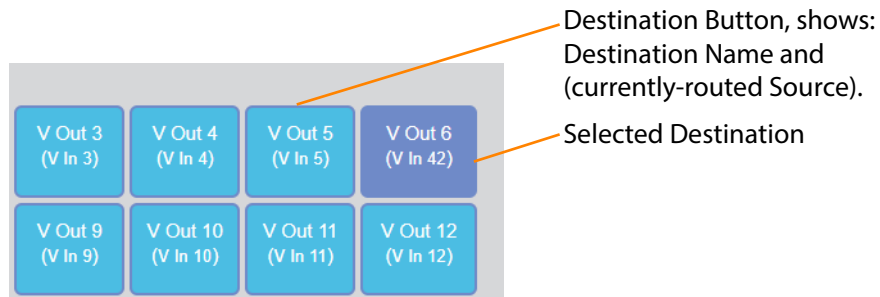 Destination Button, shows:
Destination Name and
(currently-routed Source).
Selected Destination
V Out 3
(V In 3)
V Out 4
(V In 4)
V Out 5
(V In 5)
V Out 6
(V In 42)
V Out 9
(V In 9)
V Out 10
(V In 10)
V Out 11
(V In 11)
V Out 12
(V In 12)